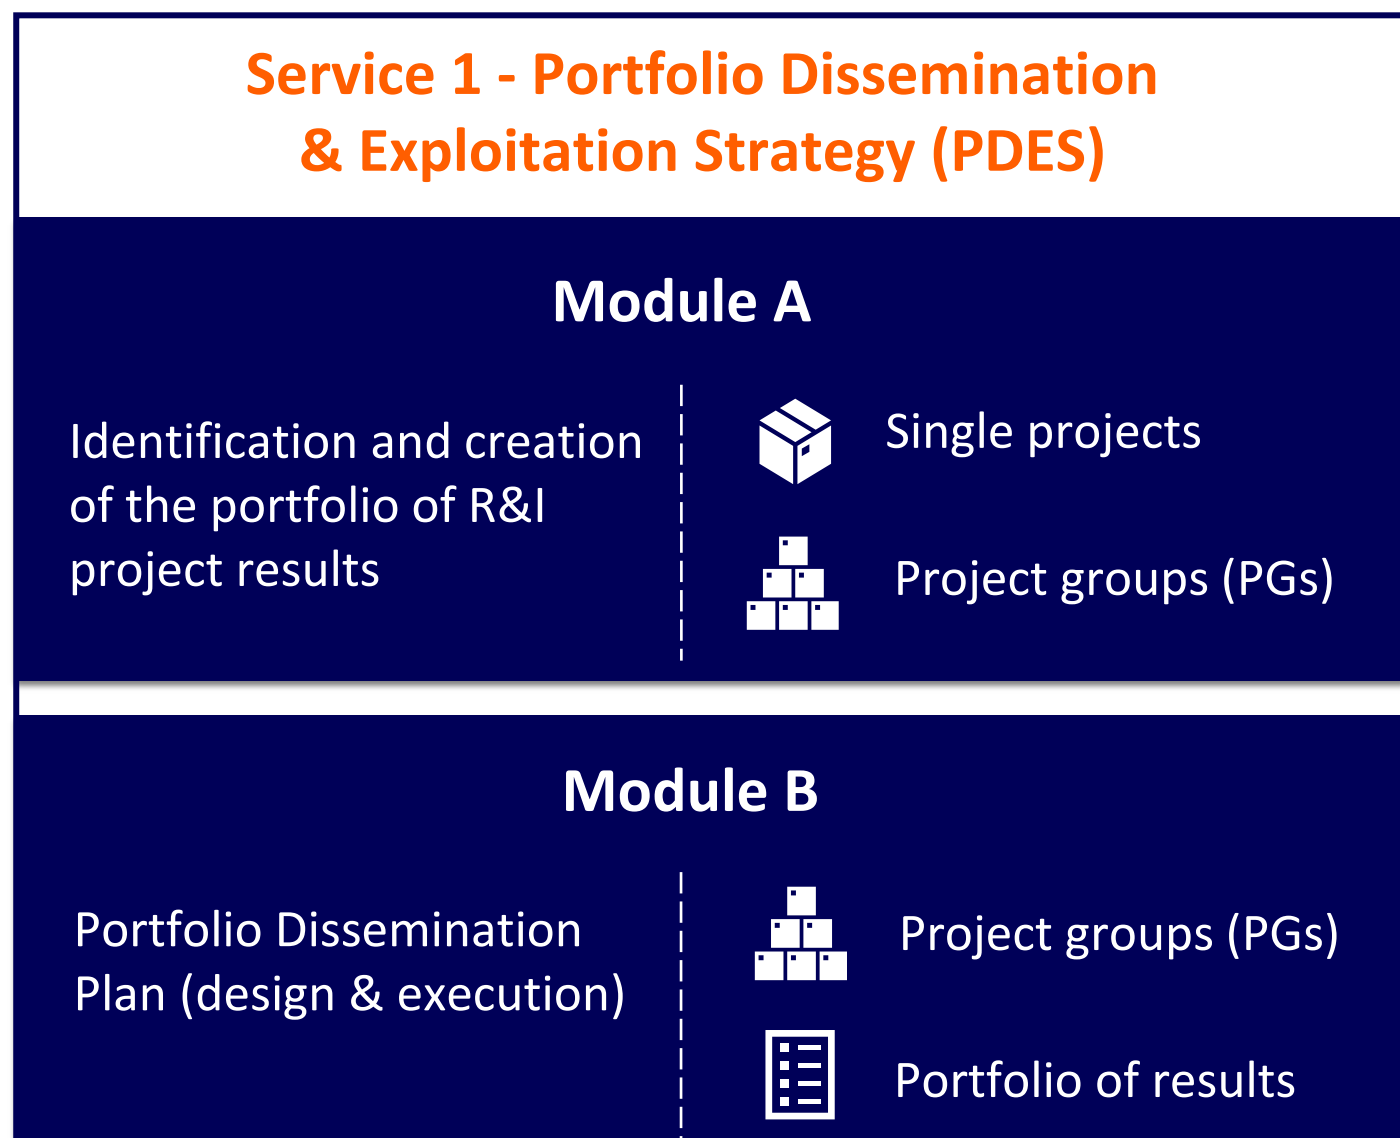 Service 1 - Portfolio Dissemination
& Exploitation Strategy (PDES)
Module A
Identification and creation
of the portfolio of R&I
project results
Single projects
Project groups (PGs)
Module B
Portfolio Dissemination
Plan (design & execution)
Project groups (PGs)
Portfolio of results